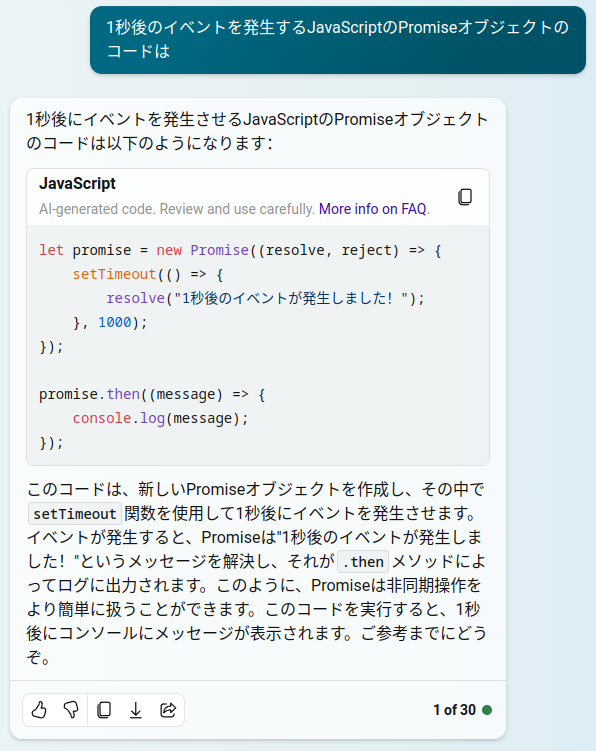 1秒後のイベントを発生するJavaScriptのPromiseオブジェクトの
コードは
1秒後にイベントを発生させるJavaScriptのPromiseオブジェクト
のコードは以下のようになります：
JavaScript
AI-generated code. Review and use carefully. More info on FAQ.
let promise = new Promise((resolve, reject) => {
    setTimeout(() => {
        resolve("1秒後のイベントが発生しました！");
    }, 1000);
});

promise.then((message) => {
    console.log(message);
});
このコードは、新しいPromiseオブジェクトを作成し、その中で
setTimeout 関数を使用して1秒後にイベントを発生させます。
イベントが発生すると、Promiseは"1秒後のイベントが発生しま
した！"というメッセージを解決し、それが .then メソッドによ
ってログに出力されます。このように、Promiseは非同期操作を
より簡単に扱うことができます。このコードを実行すると、1秒
後にコンソールにメッセージが表示されます。ご参考までにどう
ぞ。
1 of 30